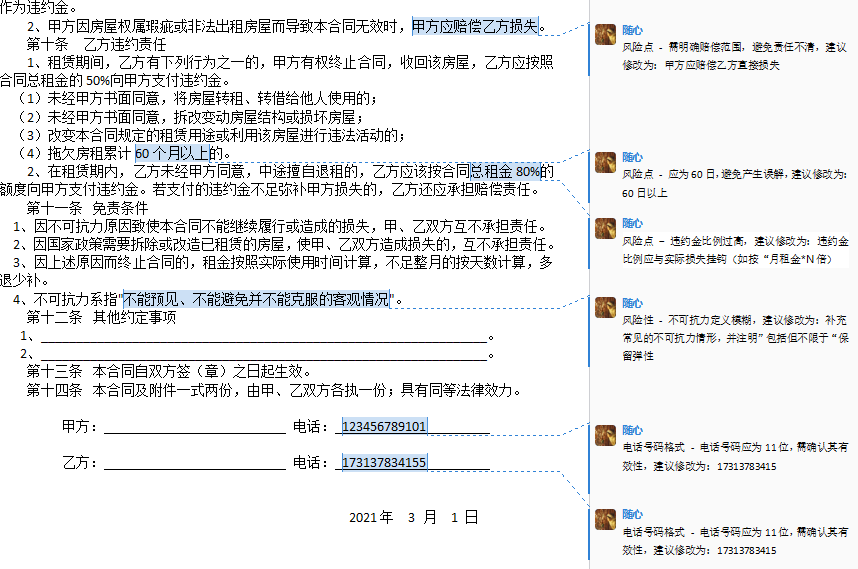 作为违约金。
2、甲方因房屋权属瑕疵或非法出租房屋而导致本合同无效时，甲方应赔偿乙方损失。
第十条 乙方违约责任
1、租赁期间，乙方有下列行为之一的，甲方有权终止合同，收回该房屋，乙方应按照
合同总租金的50%向甲方支付违约金。
（1）未经甲方书面同意，将房屋转租、转借给他人使用的；
（2）未经甲方书面同意，拆改变动房屋结构或损坏房屋；
（3）改变本合同规定的租赁用途或利用该房屋进行违法活动的；
（4）拖欠房租累计 60 个月以上的。
2、在租赁期内，乙方未经甲方同意，中途擅自退租的，乙方应该按合同总租金 80%的
额度向甲方支付违约金。若支付的违约金不足弥补甲方损失的，乙方还应承担赔偿责任。
第十一条 免责条件
1、因不可抗力原因致使本合同不能继续履行或造成的损失，甲、乙双方互不承担责任。
2、因国家政策需要拆除或改造已租赁的房屋，使甲、乙双方造成损失的，互不承担责任。
3、因上述原因而终止合同的，租金按照实际使用时间计算，不足整月的按天数计算，多
退少补。
4、不可抗力系指"不能预见、不能避免并不能克服的客观情况"。
第十二条 其他约定事项
1、________________________________。
2、________________________________。
第十三条 本合同自双方签（章）之日起生效。
第十四条 本合同及附件一式两份，由甲、乙双方各执一份；具有同等法律效力。
甲方：____________________ 电话：_123456789101________
乙方：____________________ 电话：_173137834155________
2021年 3 月 1 日
随心
风险点 - 需明确赔偿范围，避免责任不清，建议
修改为：甲方应赔偿乙方直接损失
随心
风险点 - 应为 60 日，避免产生误解，建议修改为：
60 日以上
随心
风险点 - 违约金比例过高，建议修改为：违约金
比例应与实际损失挂钩（如按“月租金*N 倍）
随心
风险性 - 不可抗力定义模糊，建议修改为：补充
常见的不可抗力情形，并注明”包括但不限于“保
留弹性
随心
电话号码格式 - 电话号码应为 11 位，需确认其有
效性，建议修改为：17313783415
随心
电话号码格式 - 电话号码应为 11 位，需确认其有
效性，建议修改为：17313783415